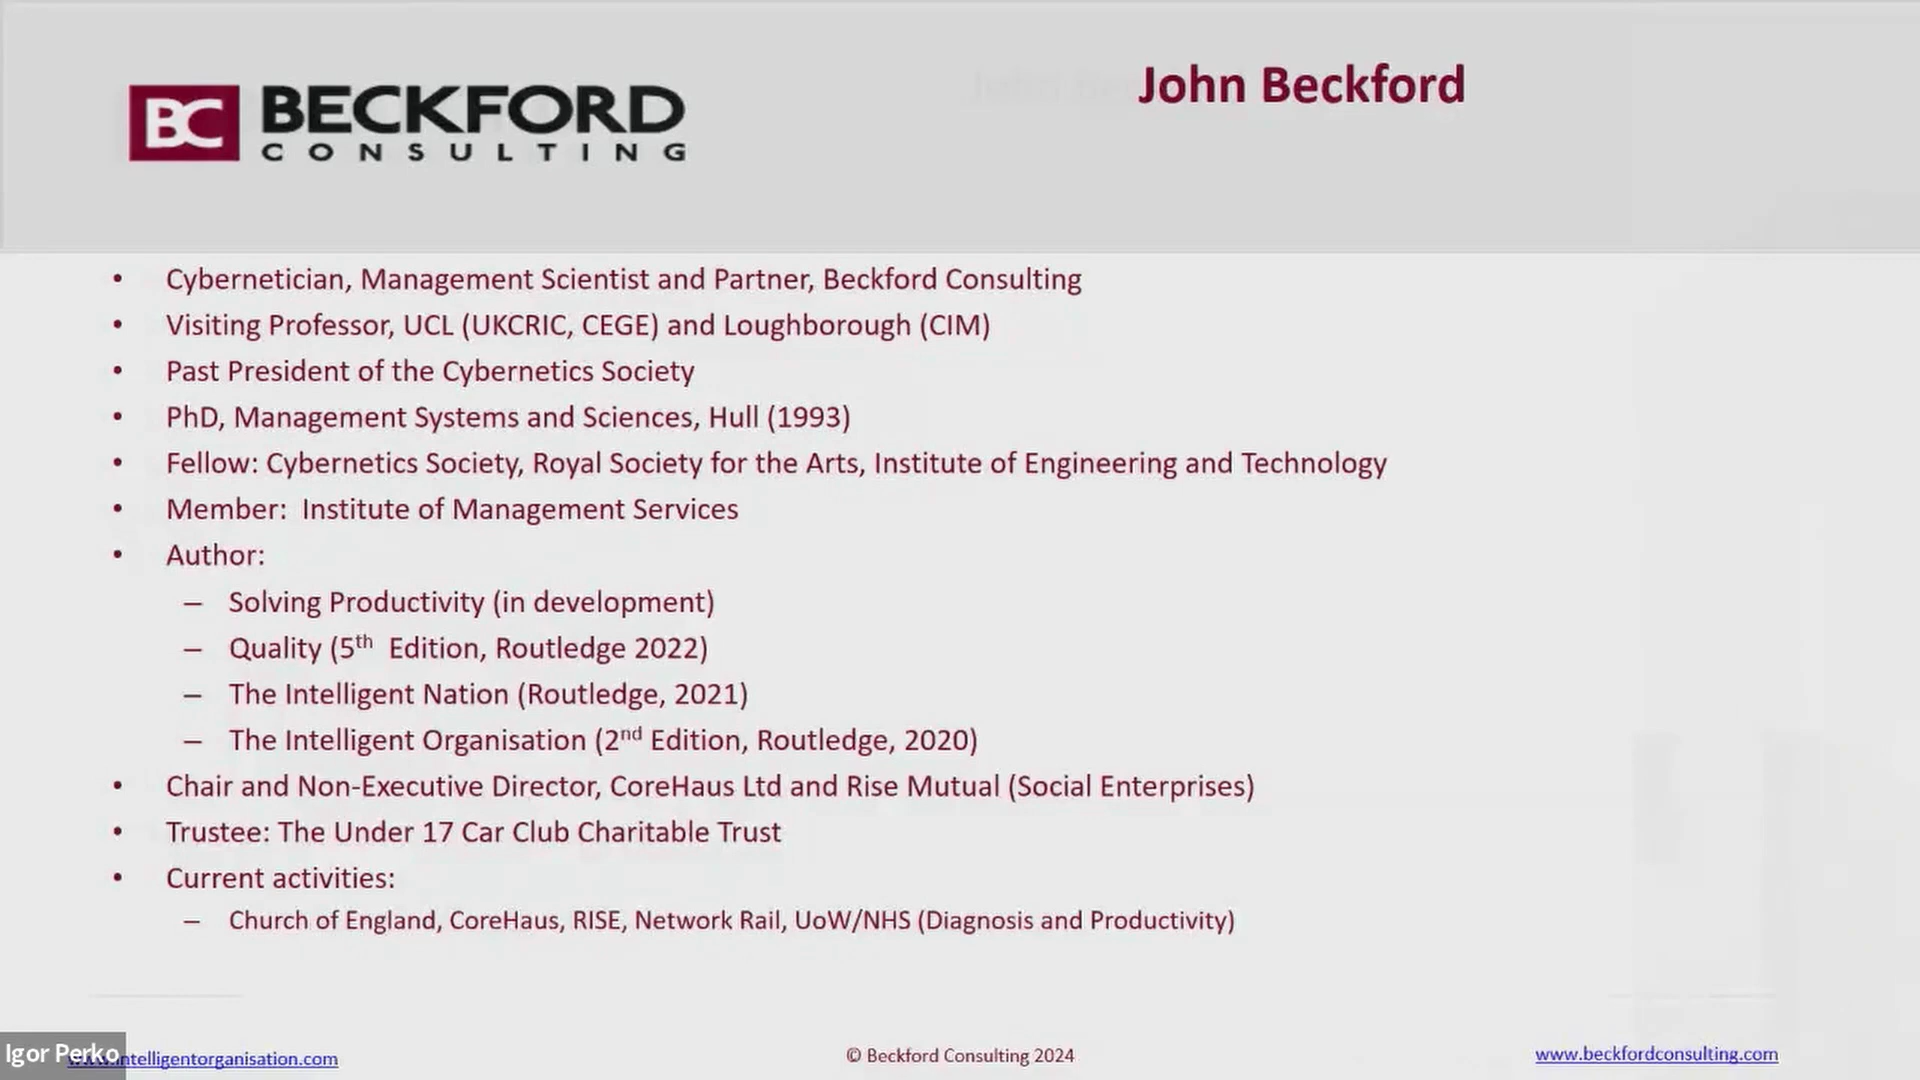 BC BECKFORD
CONSULTING
John Beckford
• Cybernetician, Management Scientist and Partner, Beckford Consulting
• Visiting Professor, UCL (UKCRIC, CEGE) and Loughborough (CIM)
• Past President of the Cybernetics Society
• PhD, Management Systems and Sciences, Hull (1993)
• Fellow: Cybernetics Society, Royal Society for the Arts, Institute of Engineering and Technology
• Member: Institute of Management Services
• Author:
– Solving Productivity (in development)
– Quality (5th Edition, Routledge 2022)
– The Intelligent Nation (Routledge, 2021)
– The Intelligent Organisation (2nd Edition, Routledge, 2020)
• Chair and Non-Executive Director, CoreHaus Ltd and Rise Mutual (Social Enterprises)
• Trustee: The Under 17 Car Club Charitable Trust
• Current activities:
– Church of England, CoreHaus, RISE, Network Rail, UoW/NHS (Diagnosis and Productivity)
Igor Perko
ntelligentorganisation.com
© Beckford Consulting 2024
www.beckfordconsulting.com